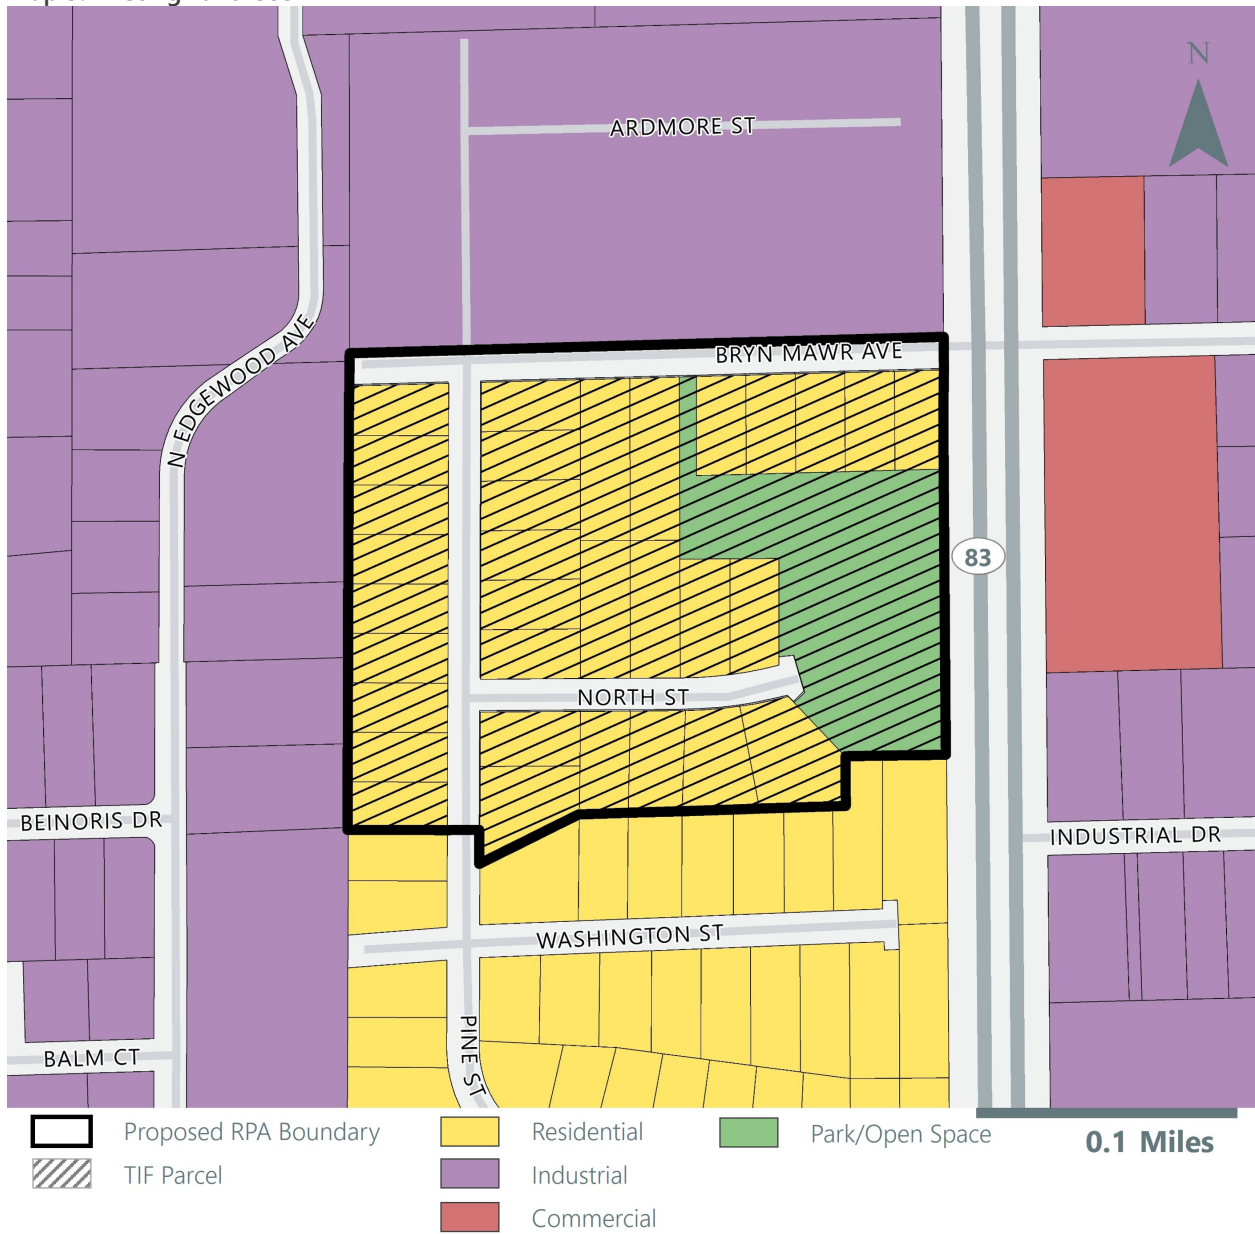 N
ARDMORE ST
BRYN MAWR AVE
N EDGEWOOD AVE
83
NORTH ST
BEINORIS DR
INDUSTRIAL DR
WASHINGTON ST
PINE ST
BALM CT
Proposed RPA Boundary
TIF Parcel
Residential
Industrial
Commercial
Park/Open Space
0.1 Miles